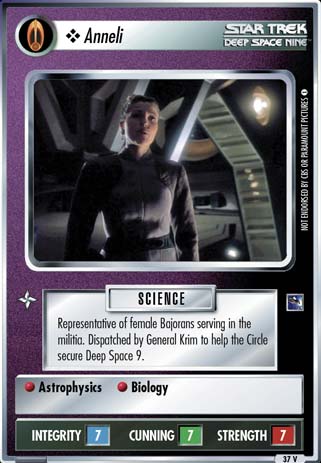 ❖ Anneli
STAR TREK
DEEP SPACE NINE™
NOT ENDORSED BY CBS OR PARAMOUNT PICTURES
SCIENCE
Representative of female Bajorans serving in the
militia. Dispatched by General Krim to help the Circle
secure Deep Space 9.
Astrophysics Biology
INTEGRITY 7 CUNNING 7 STRENGTH 7
37 V